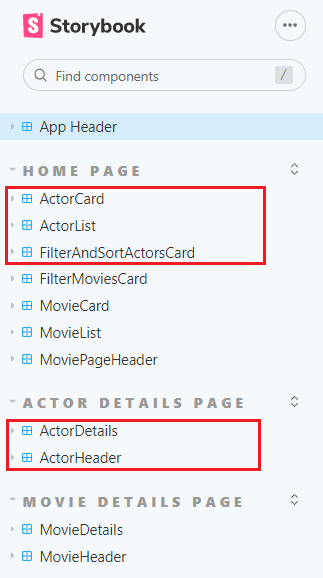 Storybook
Find components /
App Header
HOME PAGE
ActorCard
ActorList
FilterAndSortActorsCard
FilterMoviesCard
MovieCard
MovieList
MoviePageHeader
ACTOR DETAILS PAGE
ActorDetails
ActorHeader
MOVIE DETAILS PAGE
MovieDetails
MovieHeader